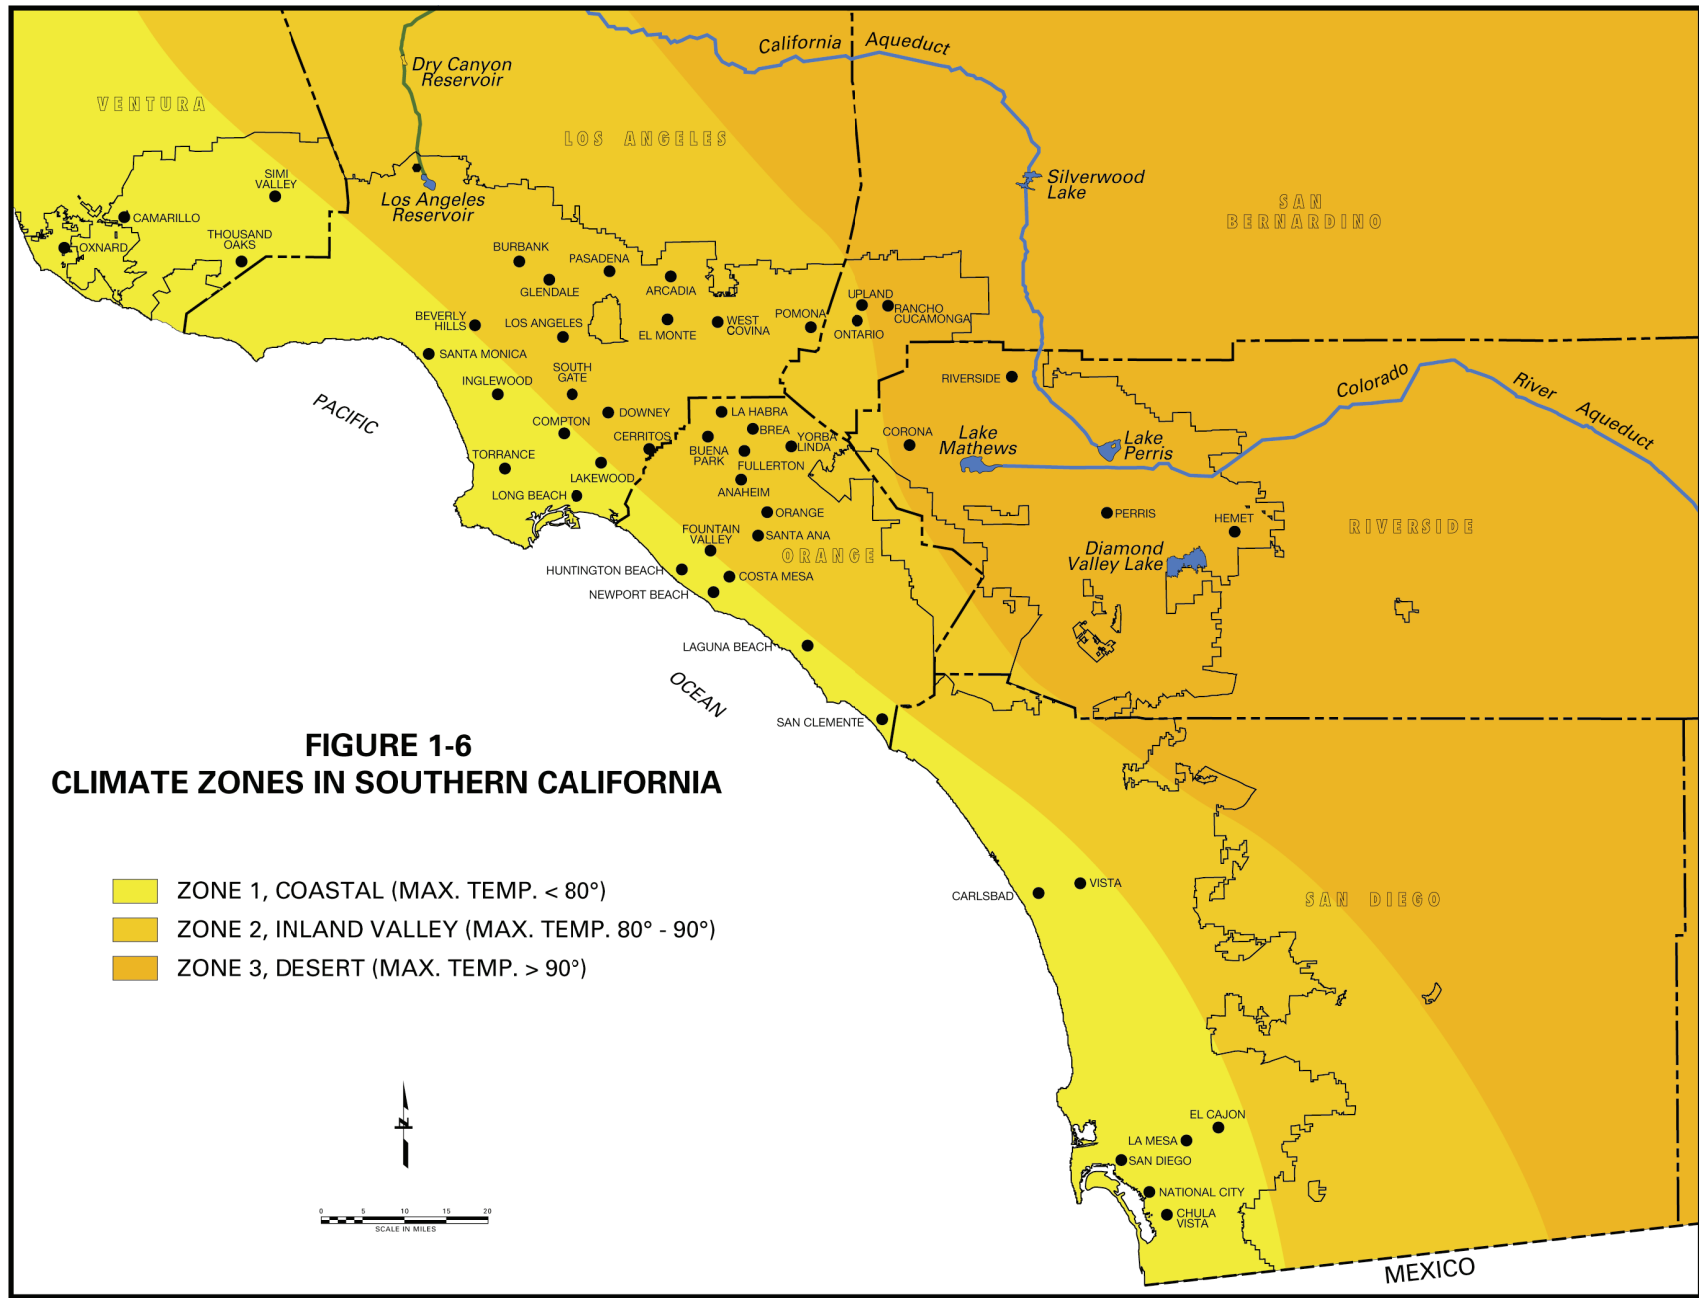 California Aqueduct
Dry Canyon
Reservoir
VENTURA
LOS ANGELES
SIMI
VALLEY
Los Angeles
Reservoir
Silverwood
Lake
SAN
BERNARDINO
CAMARILLO
THOUSAND
OAKS
OXNARD
BURBANK
PASADENA
GLENDALE
ARCADIA
UPLAND
RANCHO
CUCAMONGA
BEVERLY
HILLS
LOS ANGELES
EL MONTE
WEST
COVINA
POMONA
ONTARIO
SANTA MONICA
INGLEWOOD
SOUTH
GATE
RIVERSIDE
Colorado River Aqueduct
PACIFIC
COMPTON
DOWNEY
LA HABRA
BREA
CERRITOS
BUENA
PARK
YORBA
LINDA
FULLERTON
CORONA
Lake
Mathews
Lake
Perris
TORRANCE
LAKEWOOD
ANAHEIM
LONG BEACH
ORANGE
PERRIS
HEMET
FOUNTAIN
VALLEY
SANTA ANA
ORANGE
RIVERSIDE
Diamond
Valley Lake
HUNTINGTON BEACH
COSTA MESA
NEWPORT BEACH
LAGUNA BEACH
OCEAN
SAN CLEMENTE
FIGURE 1-6
CLIMATE ZONES IN SOUTHERN CALIFORNIA
ZONE 1, COASTAL (MAX. TEMP. < 80°)
ZONE 2, INLAND VALLEY (MAX. TEMP. 80° - 90°)
ZONE 3, DESERT (MAX. TEMP. > 90°)
CARLSBAD
VISTA
SAN DIEGO
N
EL CAJON
LA MESA
SAN DIEGO
NATIONAL CITY
CHULA
VISTA
0 5 10 15 20
SCALE IN MILES
MEXICO